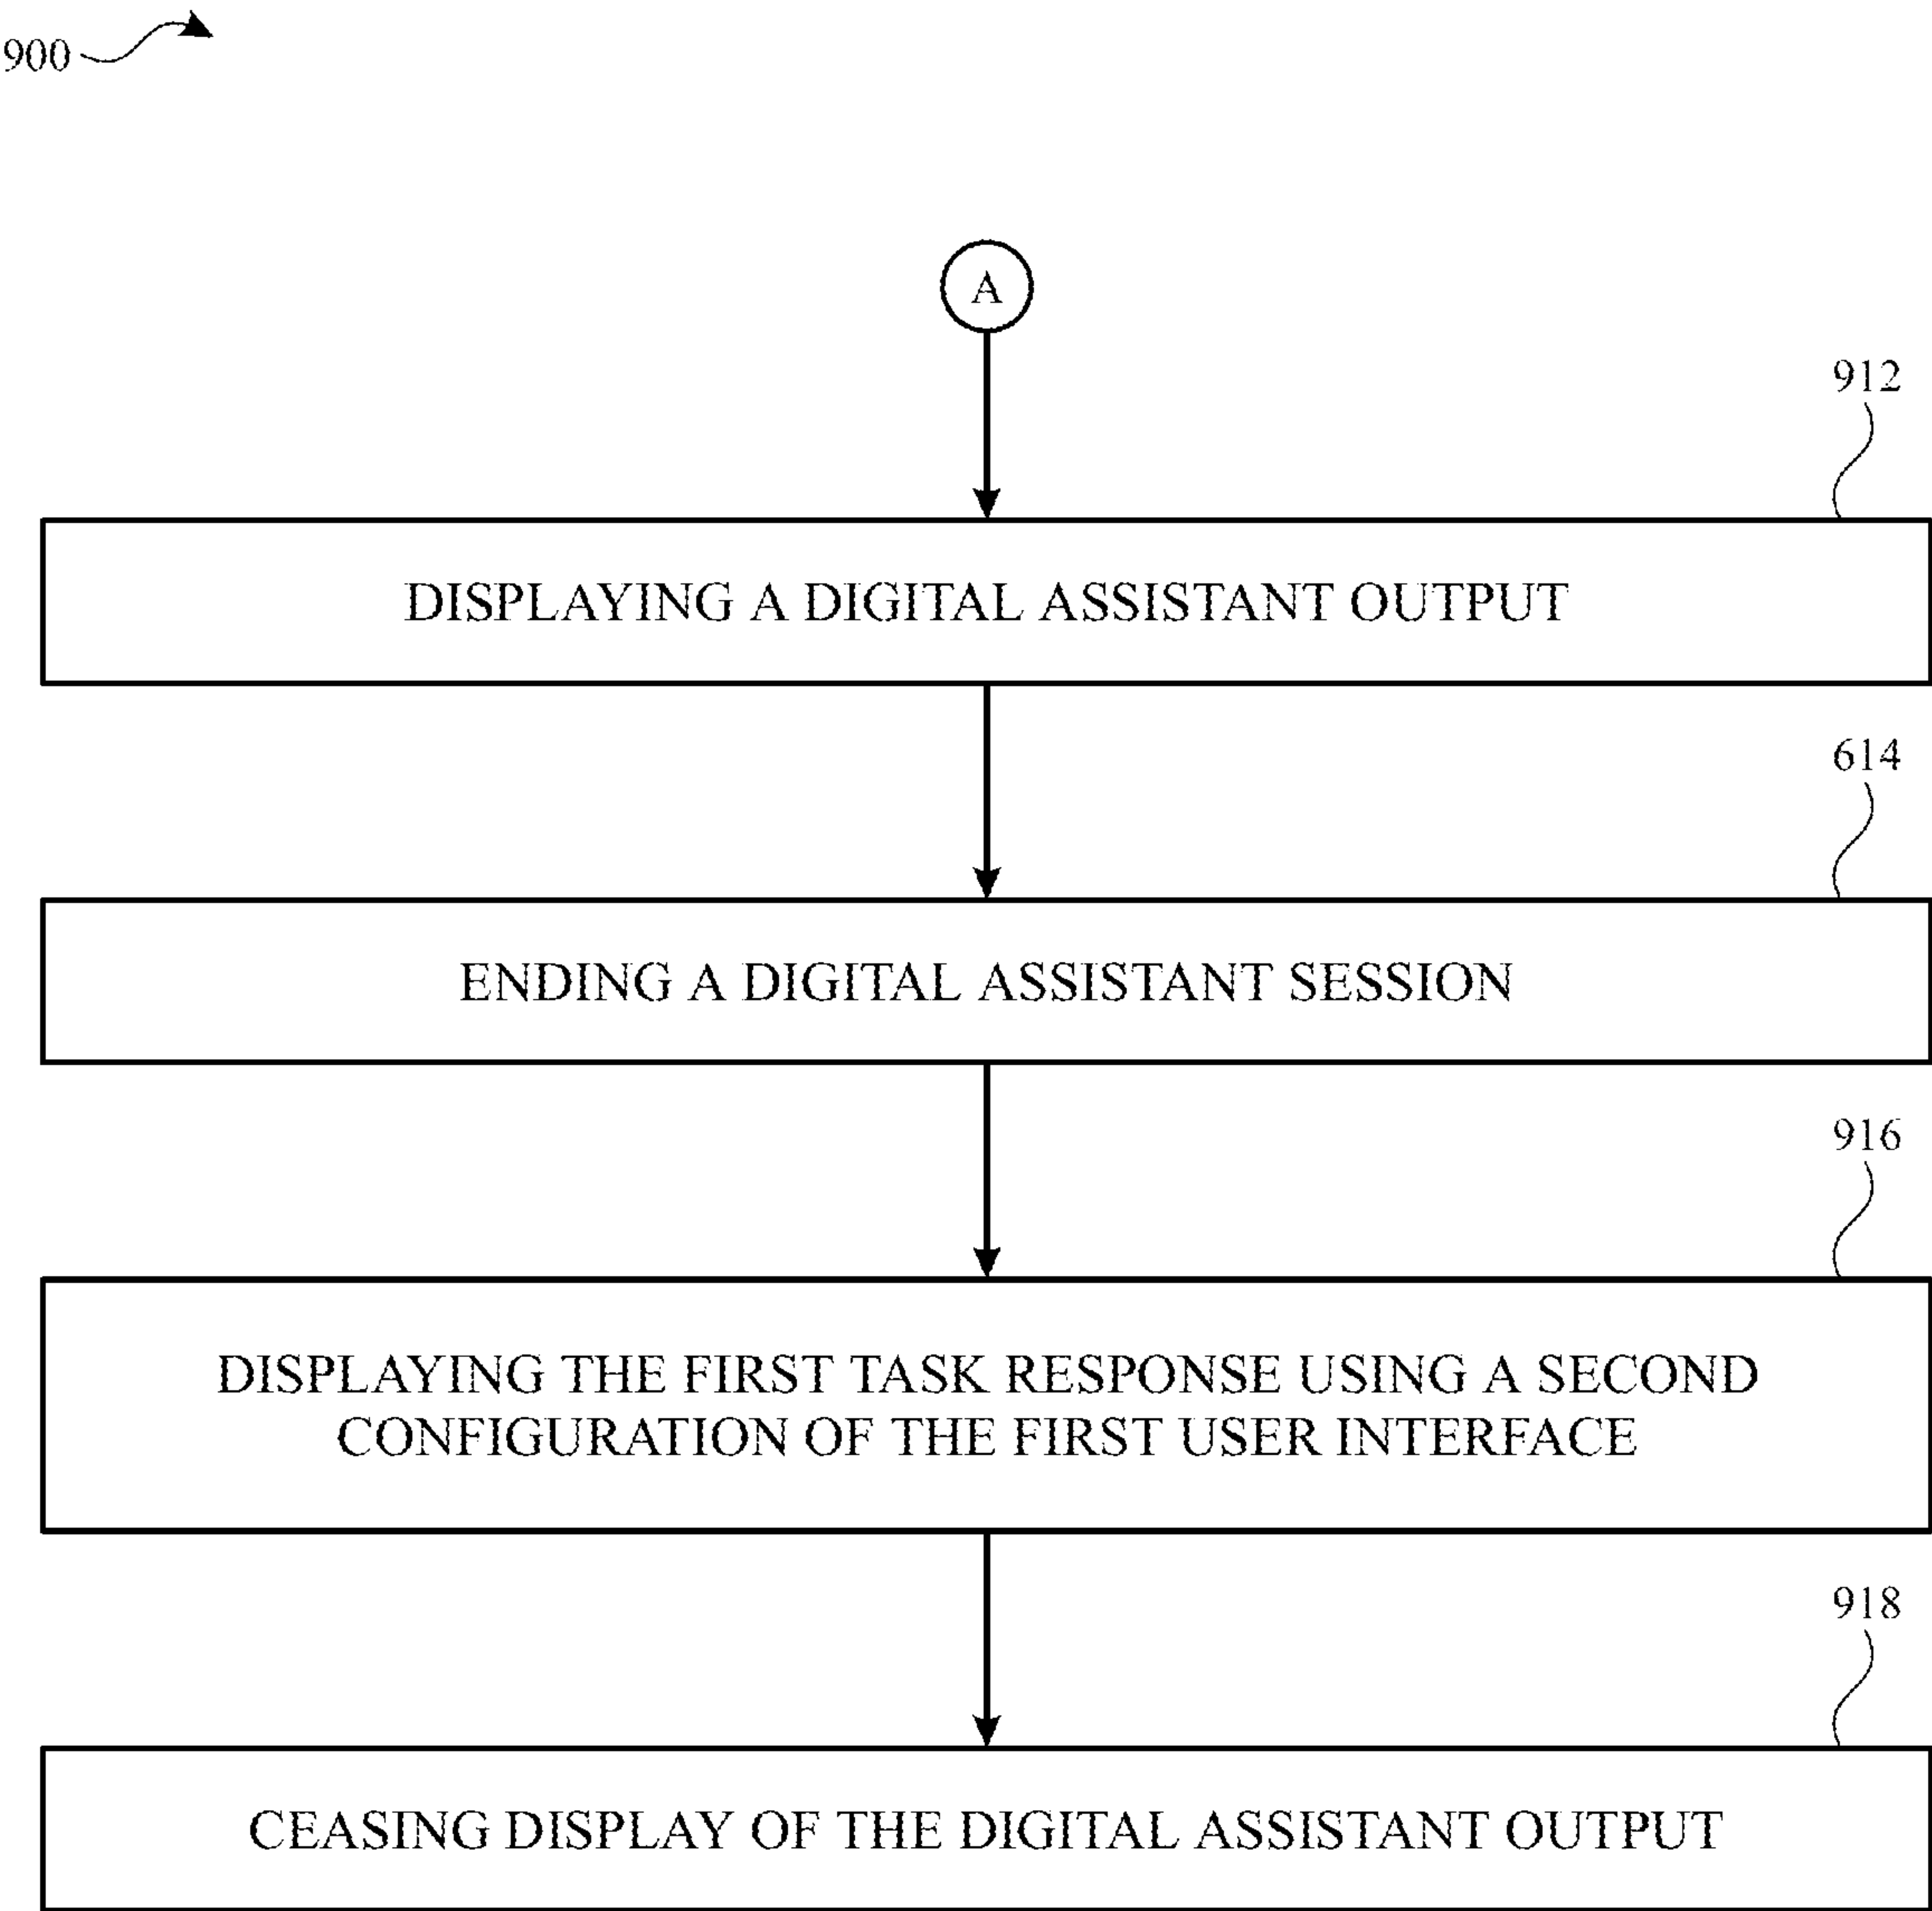 900
A
912
DISPLAYING A DIGITAL ASSISTANT OUTPUT
614
ENDING A DIGITAL ASSISTANT SESSION
916
DISPLAYING THE FIRST TASK RESPONSE USING A SECOND
CONFIGURATION OF THE FIRST USER INTERFACE
918
CEASING DISPLAY OF THE DIGITAL ASSISTANT OUTPUT